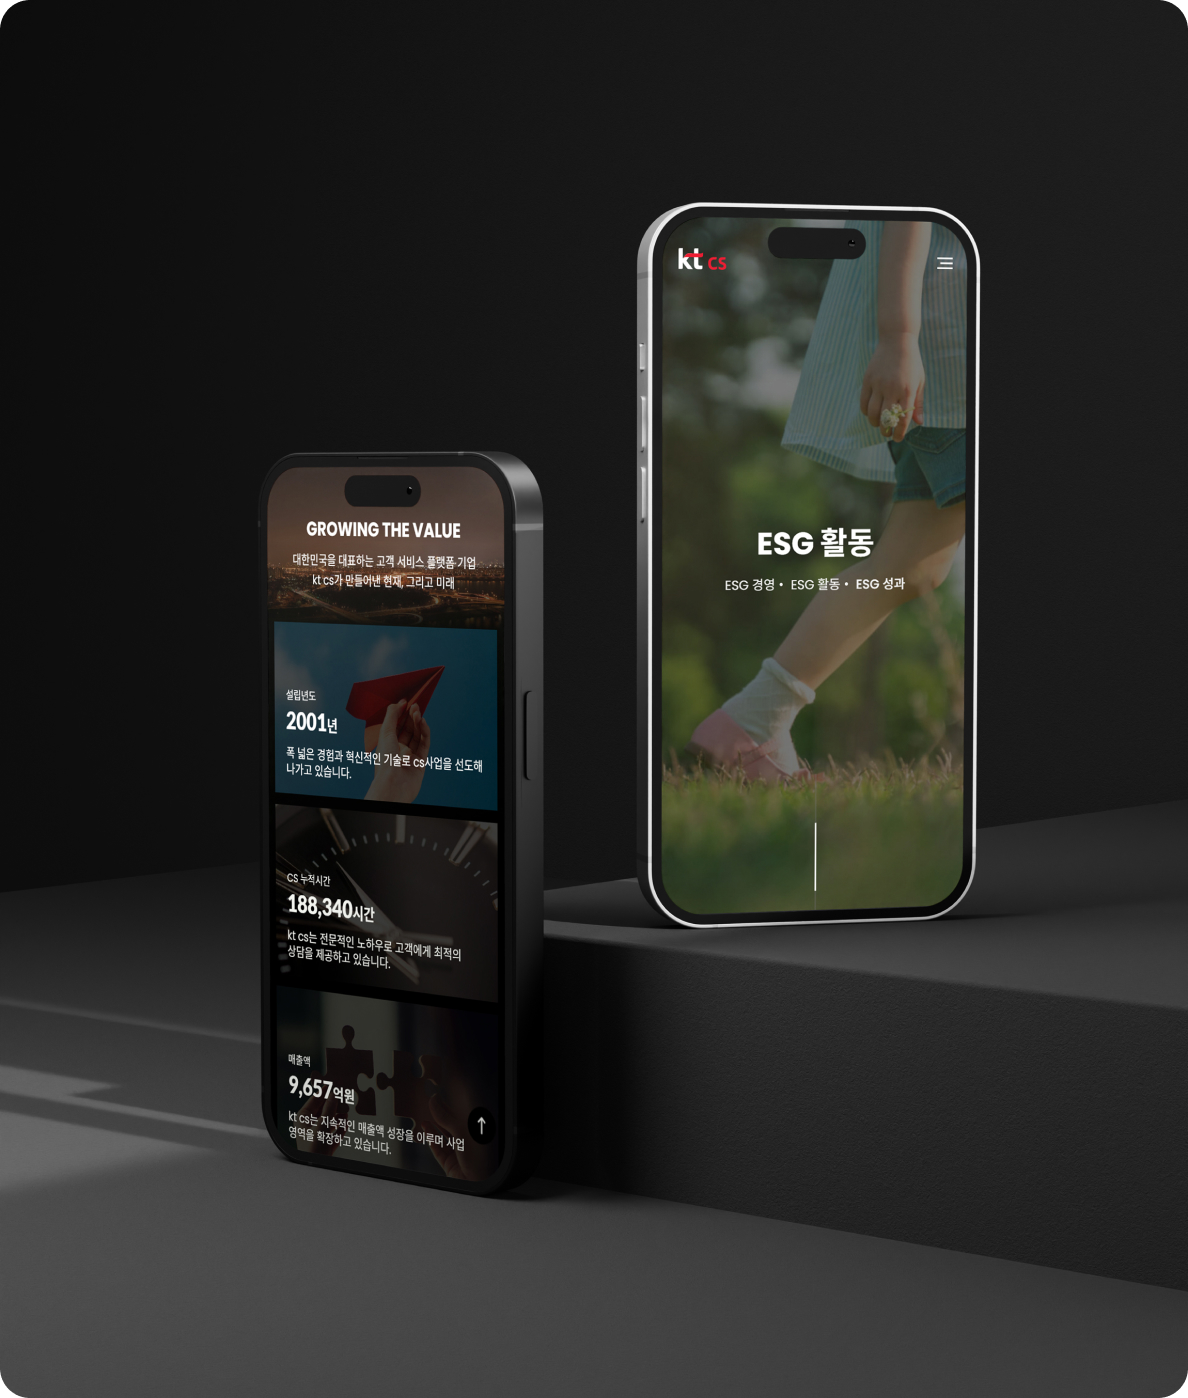 GROWING THE VALUE
대한민국을 대표하는 고객 서비스 플랫폼 기업
kt cs가 만들어낸 현재, 그리고 미래
설립년도
2001년
폭 넓은 경험과 혁신적인 기술로 cs사업을 선도해
나가고 있습니다.
CS 누적시간
188,340시간
kt cs는 전문적인 노하우로 고객에게 최적의
상담을 제공하고 있습니다.
매출액
9,657억원
kt cs는 지속적인 매출액 성장을 이루며 사업
영역을 확장하고 있습니다.
kt cs
ESG 활동
ESG 경영 • ESG 활동 • ESG 성과